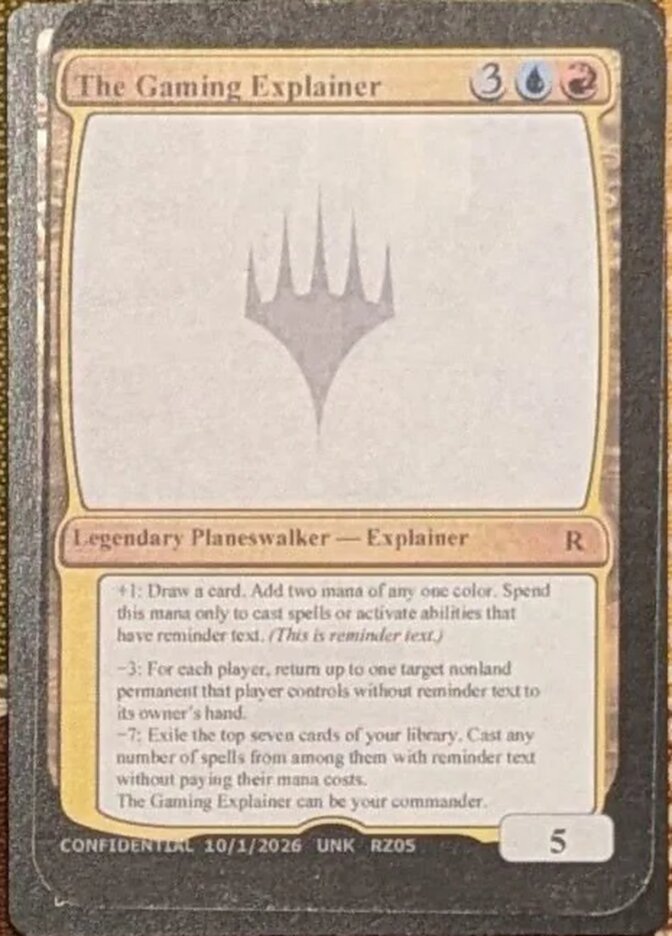 The Gaming Explainer 3
Legendary Planeswalker — Explainer R
+1: Draw a card. Add two mana of any one color. Spend
this mana only to cast spells or activate abilities that
have reminder text. (This is reminder text.)
−3: For each player, return up to one target nonland
permanent that player controls without reminder text to
its owner's hand.
−7: Exile the top seven cards of your library. Cast any
number of spells from among them with reminder text
without paying their mana costs.
The Gaming Explainer can be your commander.
5
CONFIDENTIAL 10/1/2026 UNK RZ05